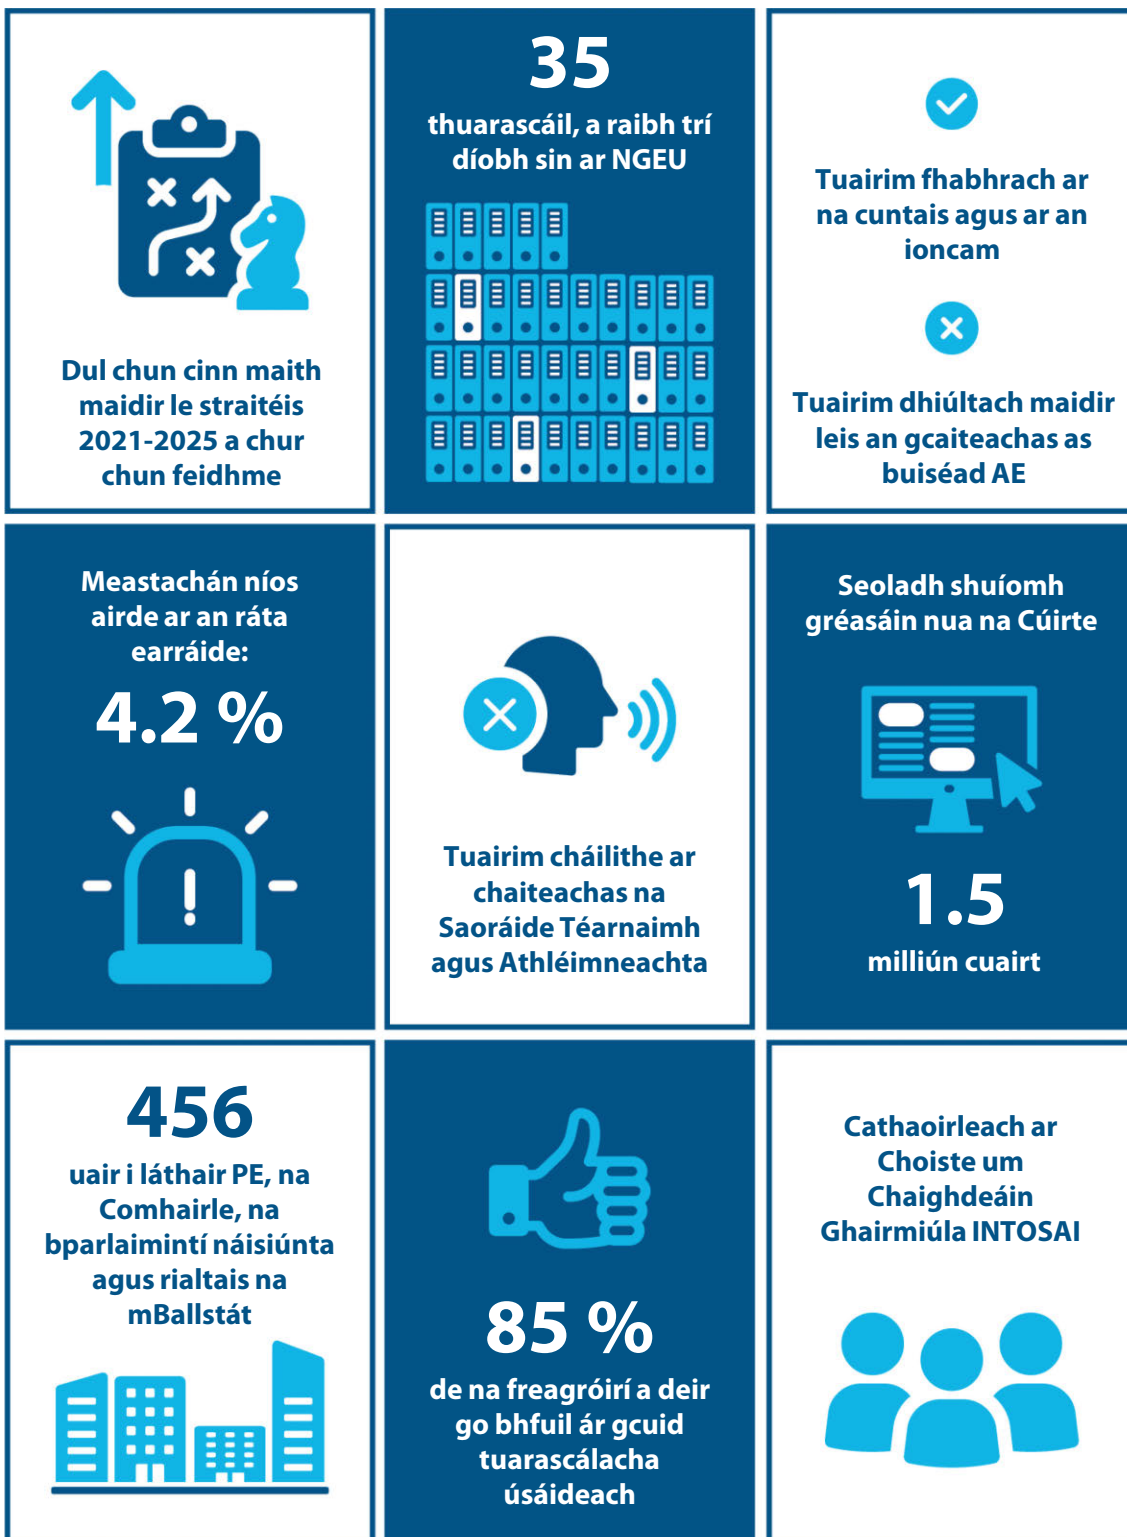 Dul chun cinn maith
maidir le straitéis
2021-2025 a chur
chun feidhme
35
thuarascáil, a raibh trí
díobh sin ar NGEU
Tuairim fhabhrach ar
na cuntais agus ar an
ioncam
Tuairim dhiúltach maidir
leis an gcaiteachas as
buiséad AE
Meastachán níos
airde ar an ráta
earráide:
4.2 %
Tuairim cháilithe ar
chaiteachas na
Saoráide Téarnaimh
agus Athléimneachta
Seoladh shuíomh
gréasáin nua na Cúirte
1.5
milliún cuairt
456
uair i láthair PE, na
Comhairle, na
bparlaimintí náisiúnta
agus rialtais na
mBallstát
85 %
de na freagróirí a deir
go bhfuil ár gcuid
tuarascálacha
úsáideach
Cathaoirleach ar
Choiste um
Chaighdeáin
Ghairmiúla INTOSAI